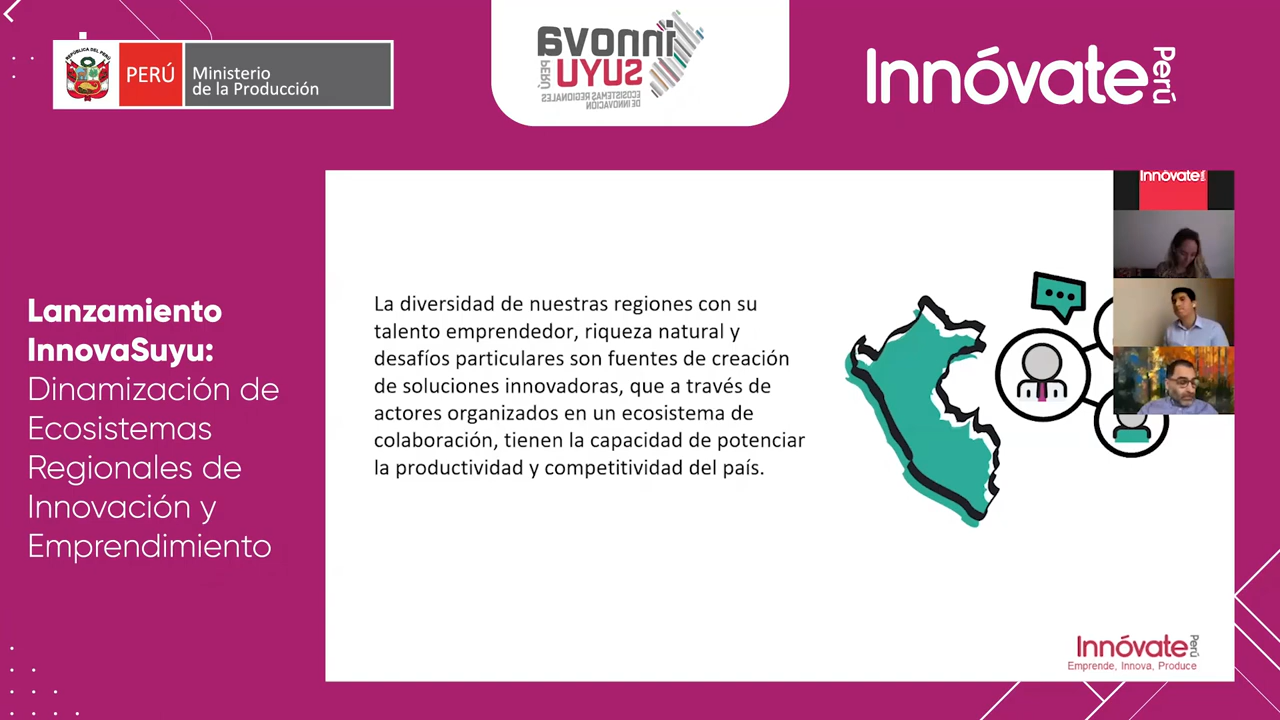 REPÚBLICA DEL PERÚ
PERÚ
Ministerio
de la Producción
innova
SUYU
PERÚ
ECOSISTEMAS REGIONALES
DE INNOVACIÓN
Innóvate
Perú
Lanzamiento
InnovaSuyu:
Dinamización de
Ecosistemas
Regionales de
Innovación y
Emprendimiento
La diversidad de nuestras regiones con su
talento emprendedor, riqueza natural y
desafíos particulares son fuentes de creación
de soluciones innovadoras, que a través de
actores organizados en un ecosistema de
colaboración, tienen la capacidad de potenciar
la productividad y competitividad del país.
Innóvate
Innóvate
Perú
Emprende, Innova, Produce